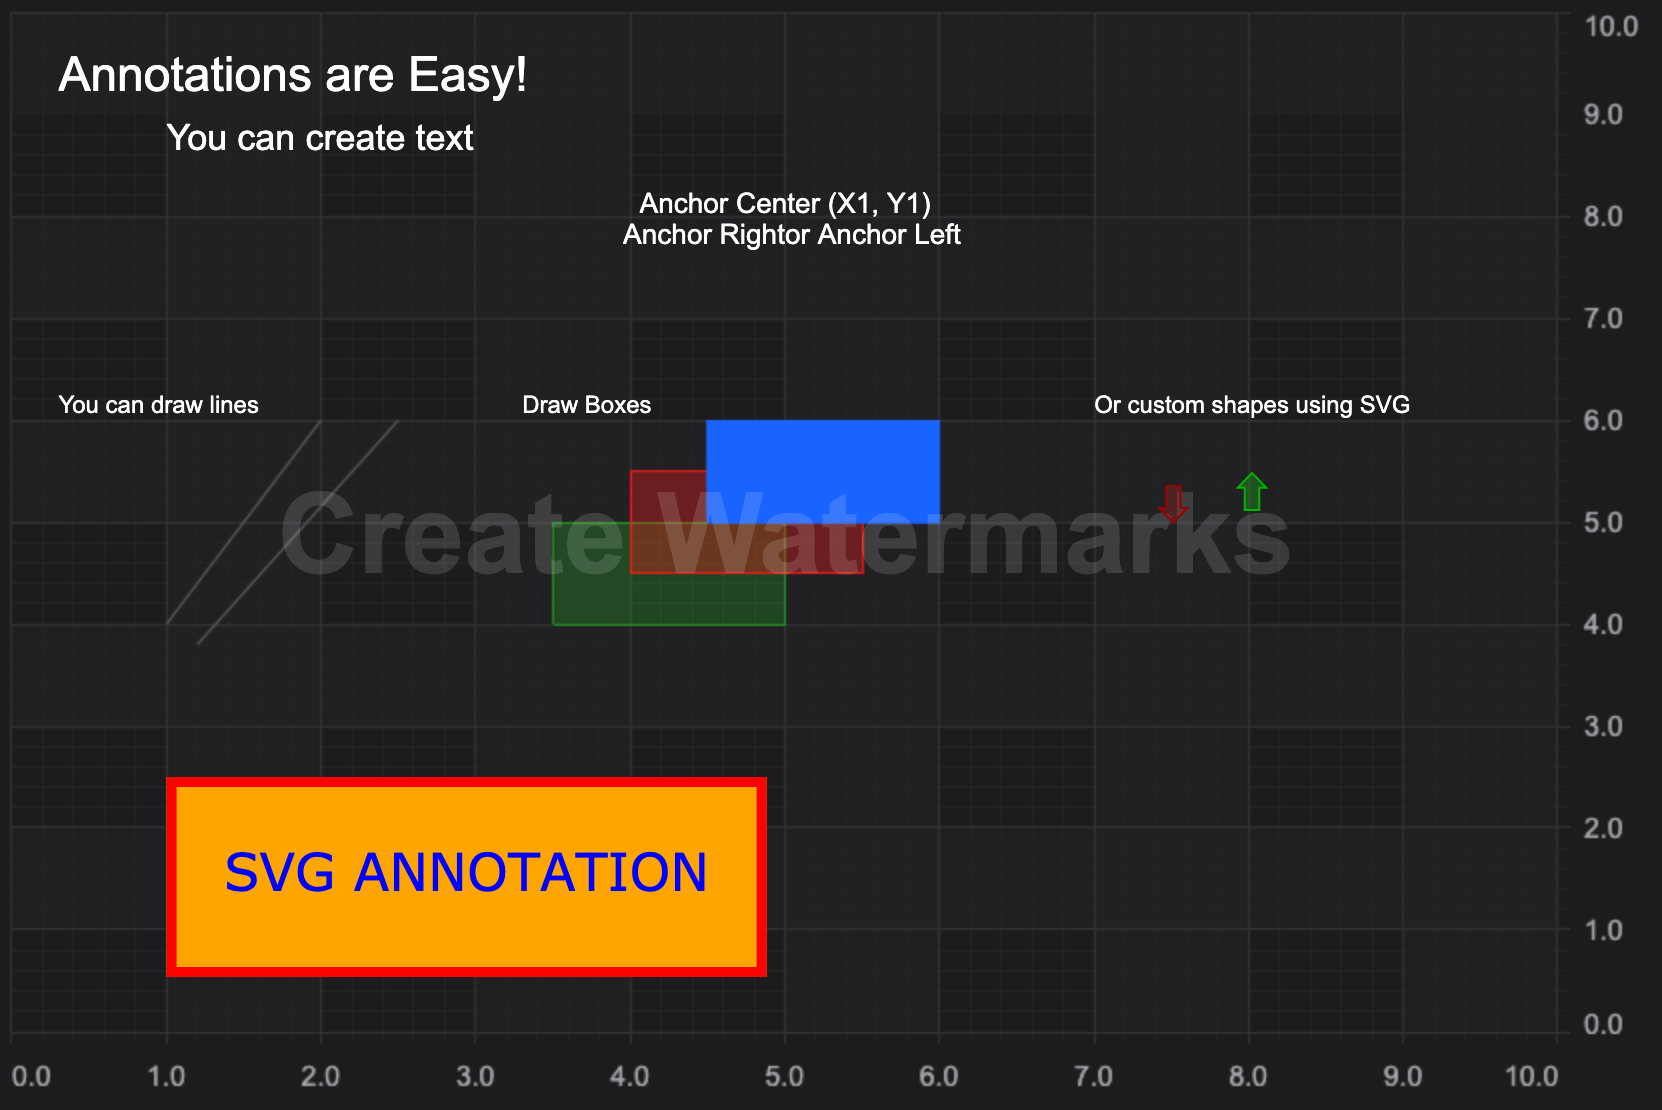 10.0
Annotations are Easy!
9.0
You can create text
Anchor Center (X1, Y1)
8.0
Anchor Rightor Anchor Left
7.0
You can draw lines
Draw Boxes
Or custom shapes using SVG
6.0
5.0
Create Watermarks
4.0
3.0
2.0
SVG ANNOTATION
1.0
0.0
0.0 1.0 2.0 3.0 4.0 5.0 6.0 7.0 8.0 9.0 10.0